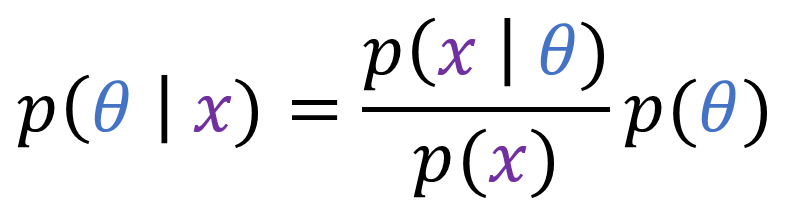 p(θ | x) = p(x | θ) / p(x) p(θ)